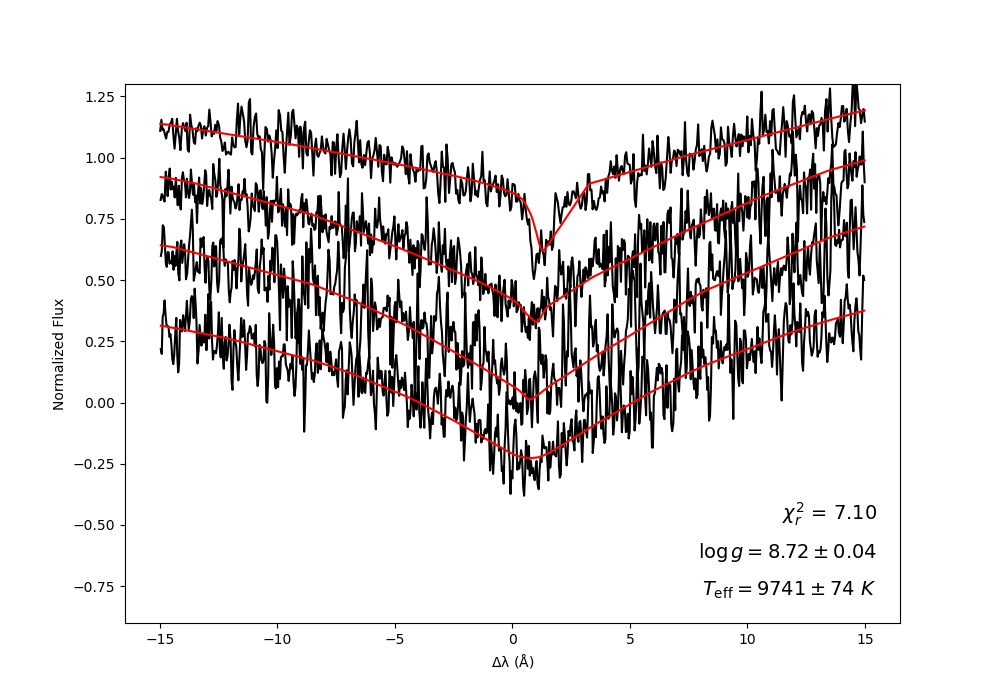 1.25
1.00
0.75
0.50
0.25
0.00
−0.25
−0.50
−0.75
Normalized Flux
χ²ᵣ = 7.10
log g = 8.72 ± 0.04
T_eff = 9741 ± 74 K
−15 −10 −5 0 5 10 15
Δλ (Å)